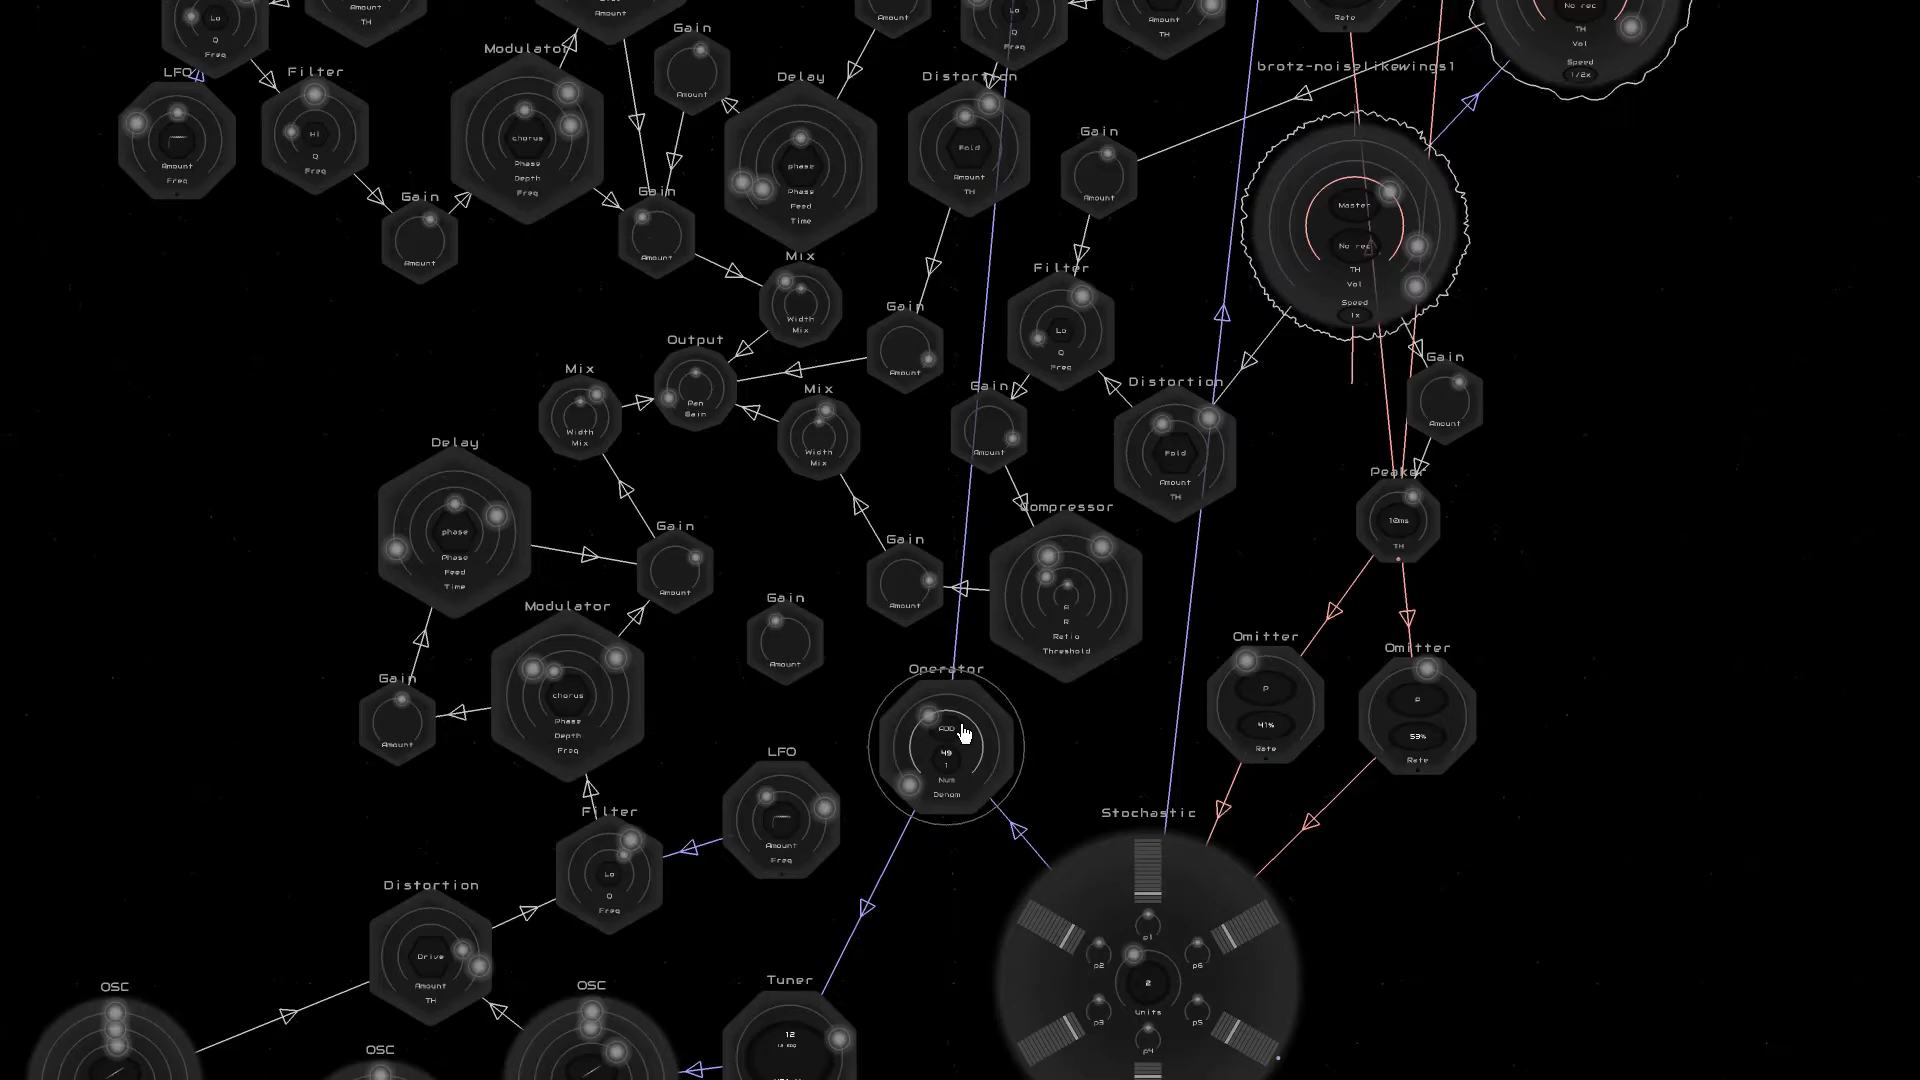 Lo
Q
Freq
Amount
TH
Amount
Amount
Lo
Q
Freq
Amount
TH
Rate
No rec
TH
Vol
Speed
1/2x
LFO
Amount
Freq
Filter
Hi
Q
Freq
Modulator
chorus
Phase
Depth
Freq
Gain
Amount
Delay
phase
Phase
Feed
Time
Distortion
Fold
Amount
TH
brotz-noiselikewings1
Gain
Amount
Master
No rec
TH
Vol
Speed
1x
Gain
Amount
Gain
Amount
Mix
Width
Mix
Gain
Amount
Filter
Lo
Q
Freq
Output
Pan
Gain
Mix
Width
Mix
Mix
Width
Mix
Gain
Amount
Distortion
Fold
Amount
TH
Gain
Amount
Delay
phase
Phase
Feed
Time
Gain
Amount
Gain
Amount
Compressor
A
R
Ratio
Threshold
Peaker
10ms
TH
Modulator
chorus
Phase
Depth
Freq
Gain
Amount
Gain
Amount
Operator
ADD
49
1
Num
Denom
Omitter
P
41%
Rate
Omitter
P
59%
Rate
LFO
Amount
Freq
Filter
Lo
Q
Freq
Stochastic
p1
p2
p6
2
Units
p3
p5
p4
Distortion
Drive
Amount
TH
Tuner
12
OSC
OSC
OSC